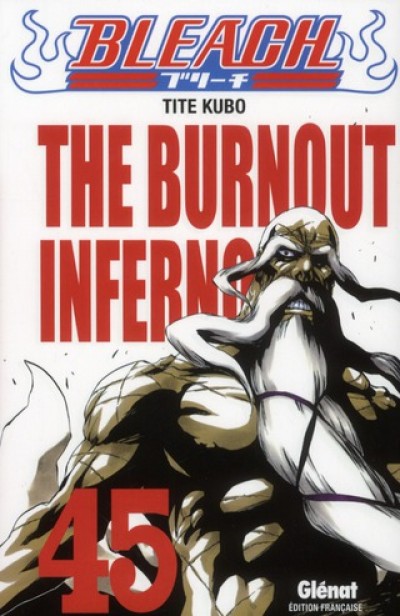 BLEACH
ブリーチ
TITE KUBO
THE BURNOUT
INFERNO
45
Glénat
ÉDITION FRANÇAISE